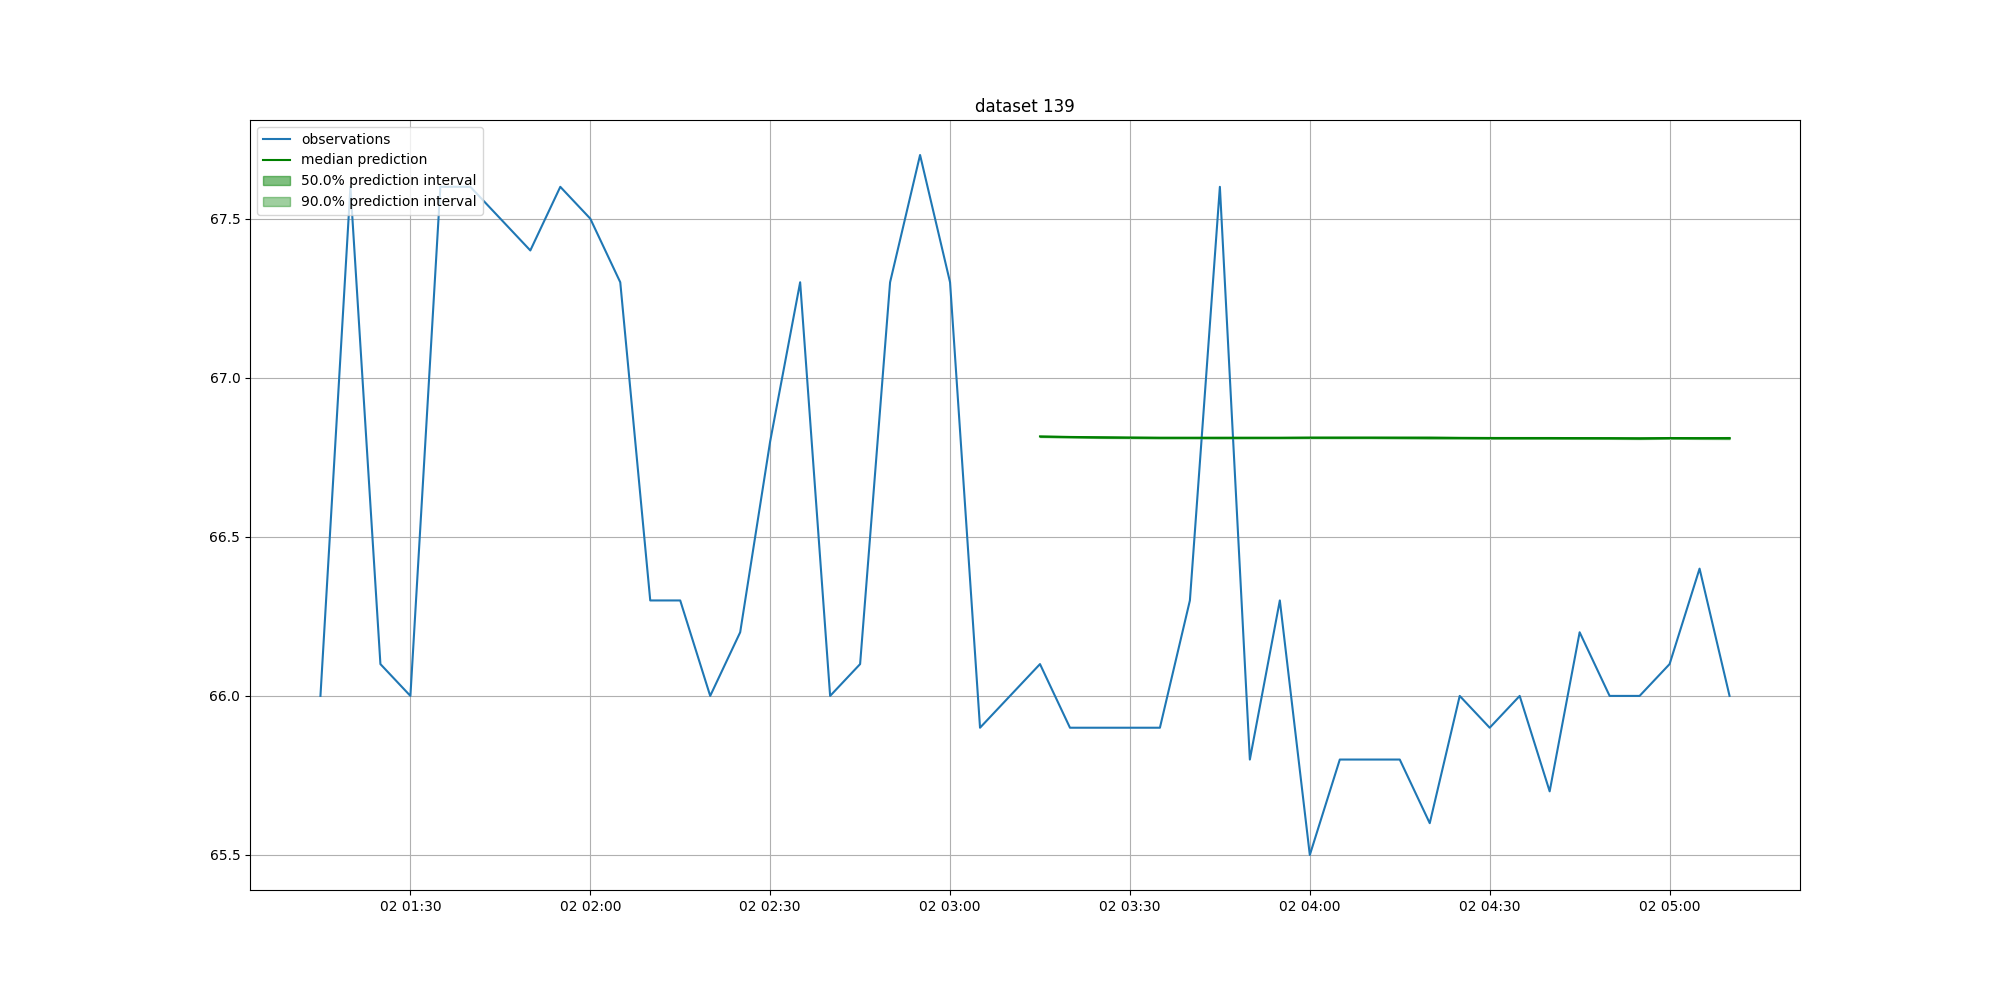 dataset 139
observations
median prediction
50.0% prediction interval
90.0% prediction interval
67.5
67.0
66.5
66.0
65.5
02 01:30 02 02:00 02 02:30 02 03:00 02 03:30 02 04:00 02 04:30 02 05:00